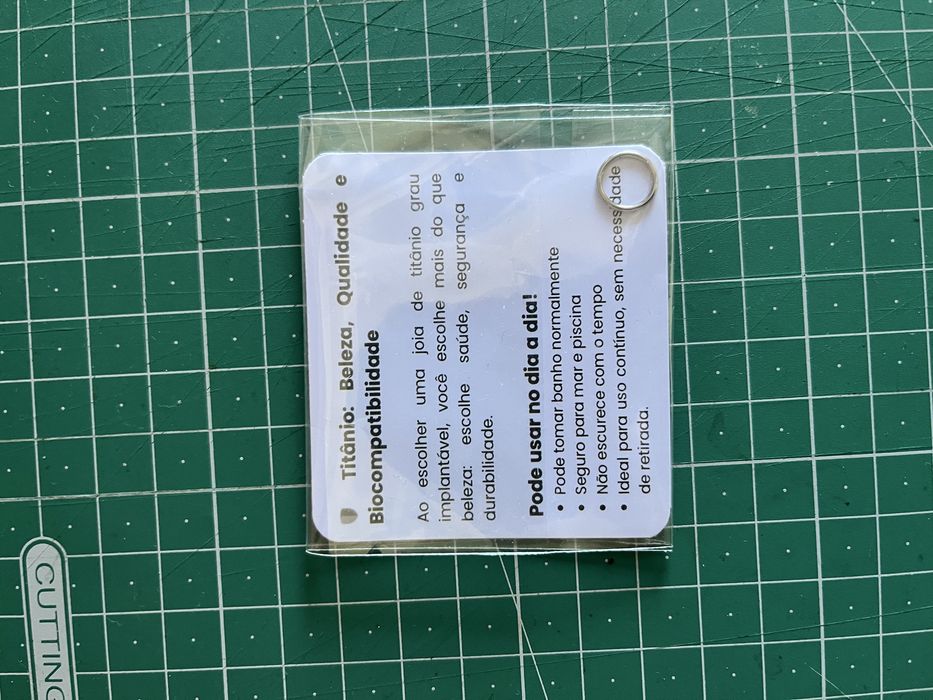 Titânio: Beleza, Qualidade e
Biocompatibilidade
Ao escolher uma joia de titânio grau
implantável, você escolhe mais do que
beleza: escolhe saúde, segurança e
durabilidade.
Pode usar no dia a dia!
• Pode tomar banho normalmente
• Seguro para mar e piscina
• Não escurece com o tempo
• Ideal para uso contínuo, sem necessidade
de retirada.
CUTTING